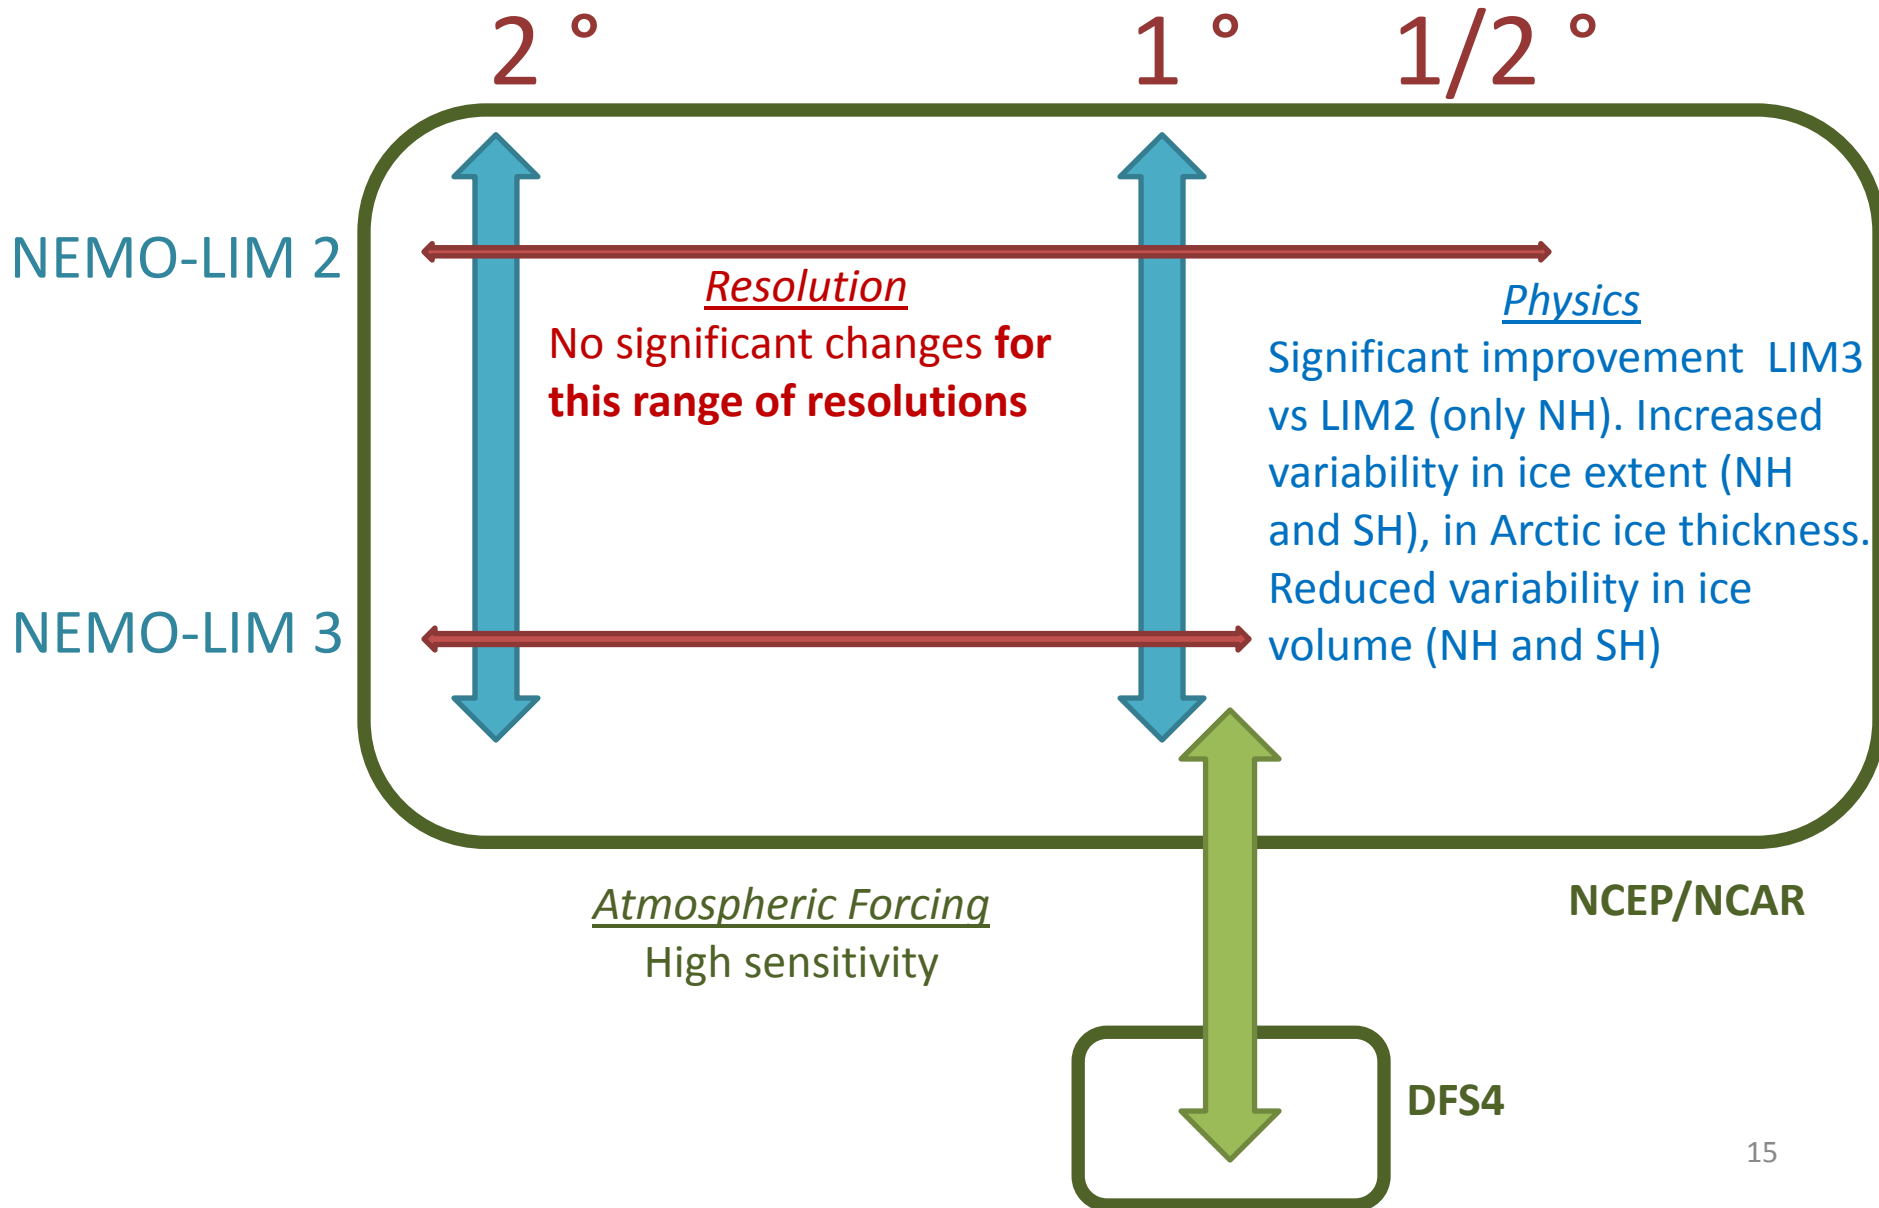 2 ° 1 ° 1/2 °
NEMO-LIM 2
Resolution
No significant changes for
this range of resolutions
Physics
Significant improvement LIM3
vs LIM2 (only NH). Increased
variability in ice extent (NH
and SH), in Arctic ice thickness.
Reduced variability in ice
volume (NH and SH)
NEMO-LIM 3
Atmospheric Forcing
High sensitivity
NCEP/NCAR
DFS4
15